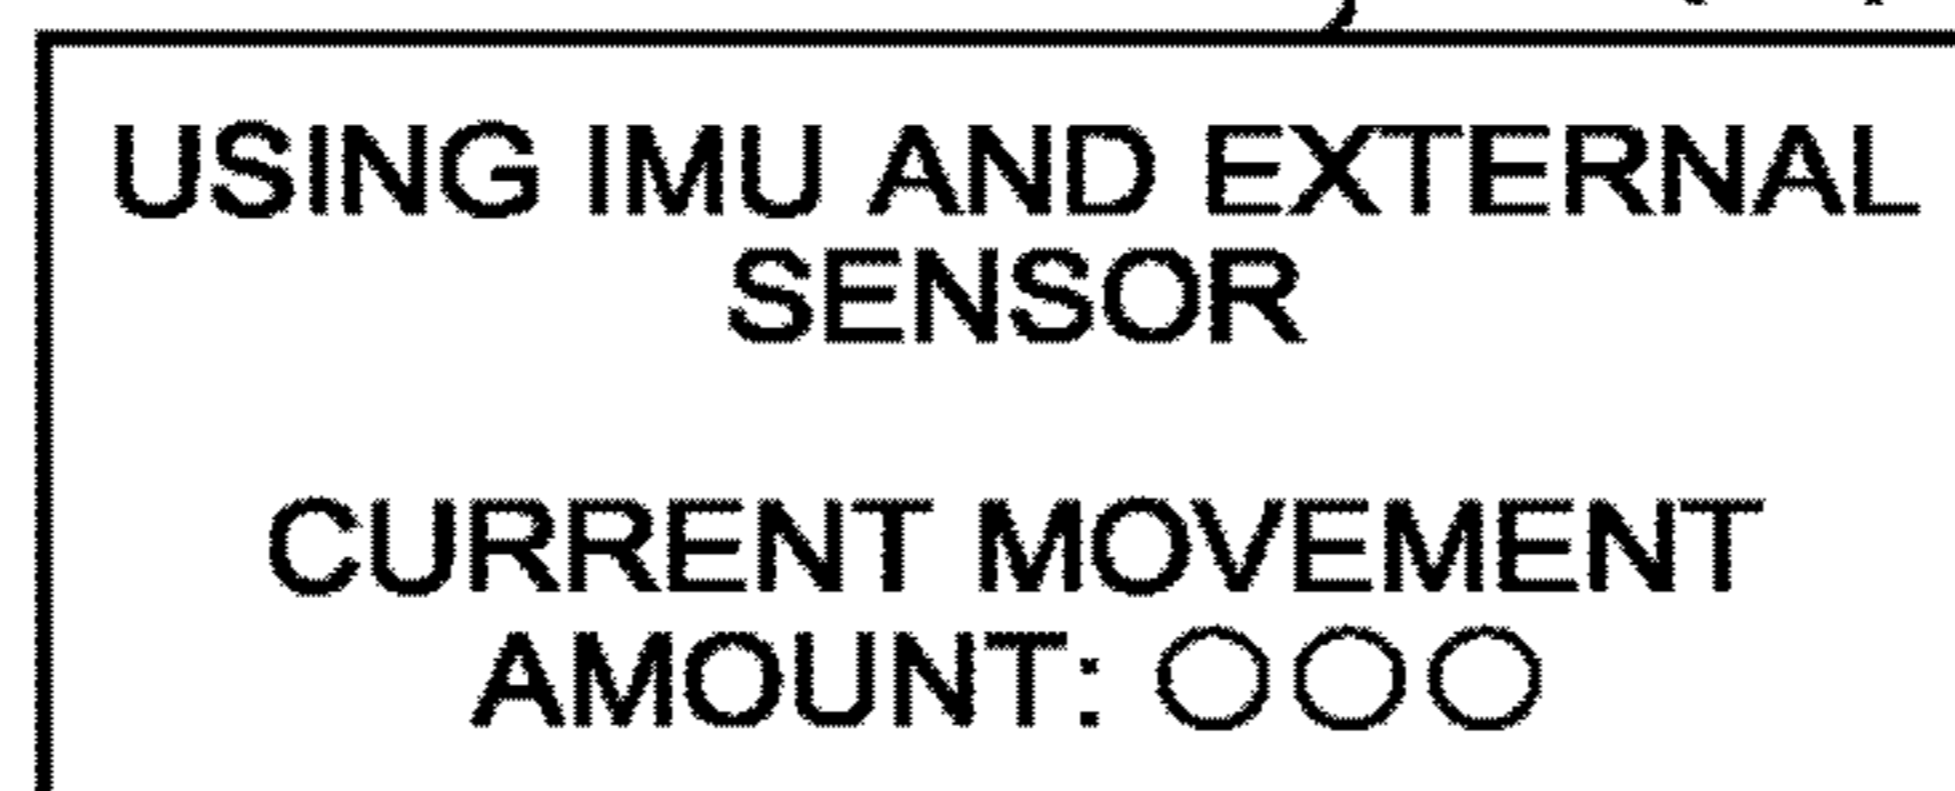 USING IMU AND EXTERNAL
SENSOR
CURRENT MOVEMENT
AMOUNT: ○○○